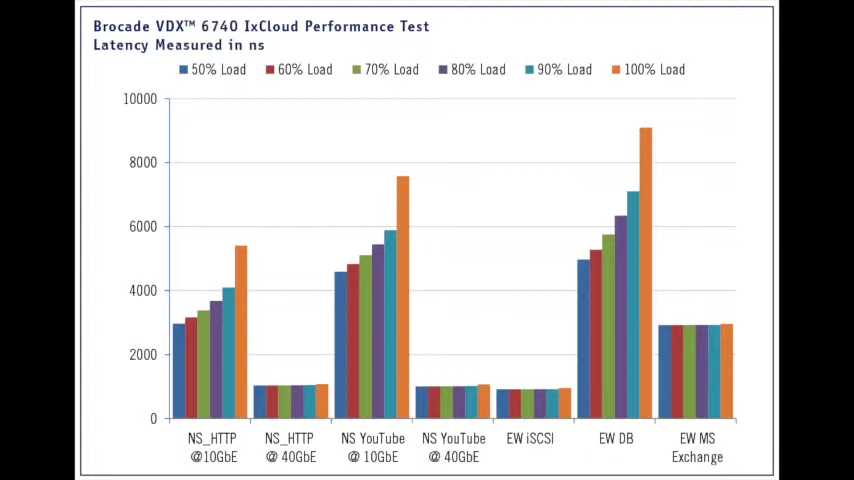 Brocade VDX™ 6740 IxCloud Performance Test
Latency Measured in ns
50% Load 60% Load 70% Load 80% Load 90% Load 100% Load
10000
8000
6000
4000
2000
0
NS_HTTP @10GbE
NS_HTTP @ 40GbE
NS YouTube @ 10GbE
NS YouTube @ 40GbE
EW iSCSI
EW DB
EW MS Exchange